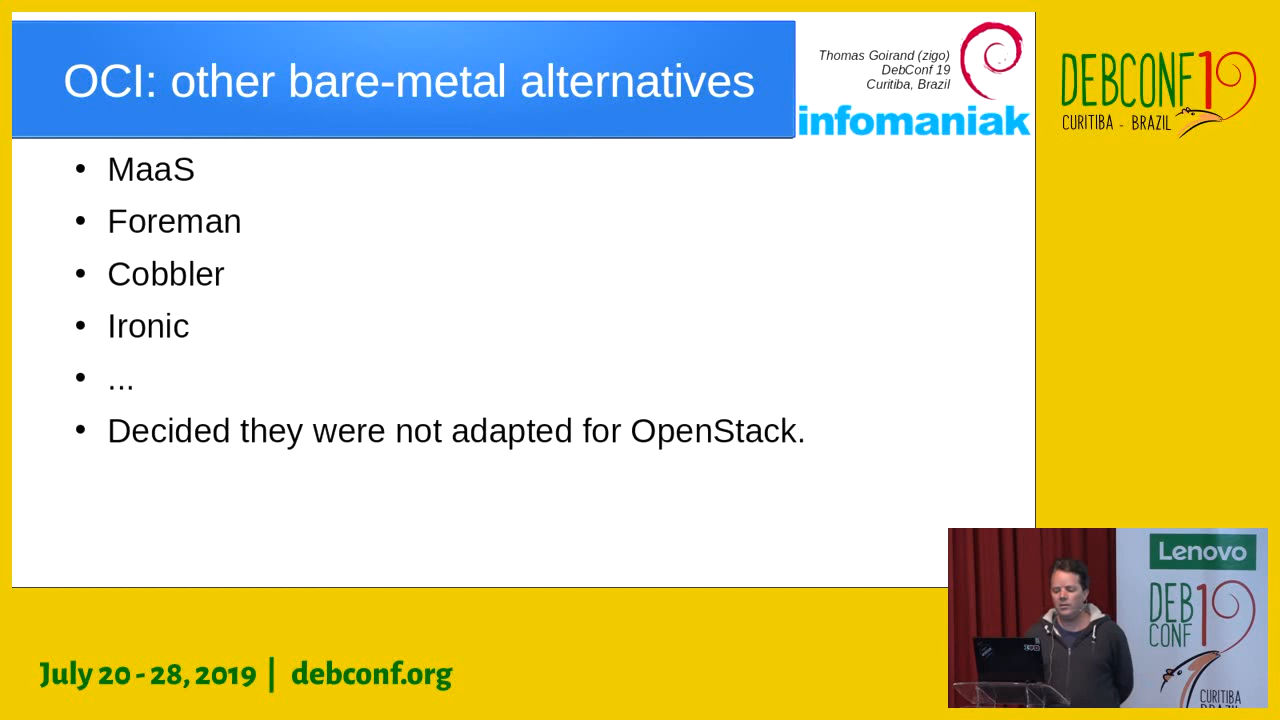 OCI: other bare-metal alternatives
Thomas Goirand (zigo)
DebConf 19
Curitiba, Brazil
infomaniak
• MaaS
• Foreman
• Cobbler
• Ironic
• ...
• Decided they were not adapted for OpenStack.
DEBCONF19
CURITIBA - BRAZIL
Lenovo
DEB
CONF 19
CURITIBA
BRAZIL
July 20 - 28, 2019 | debconf.org